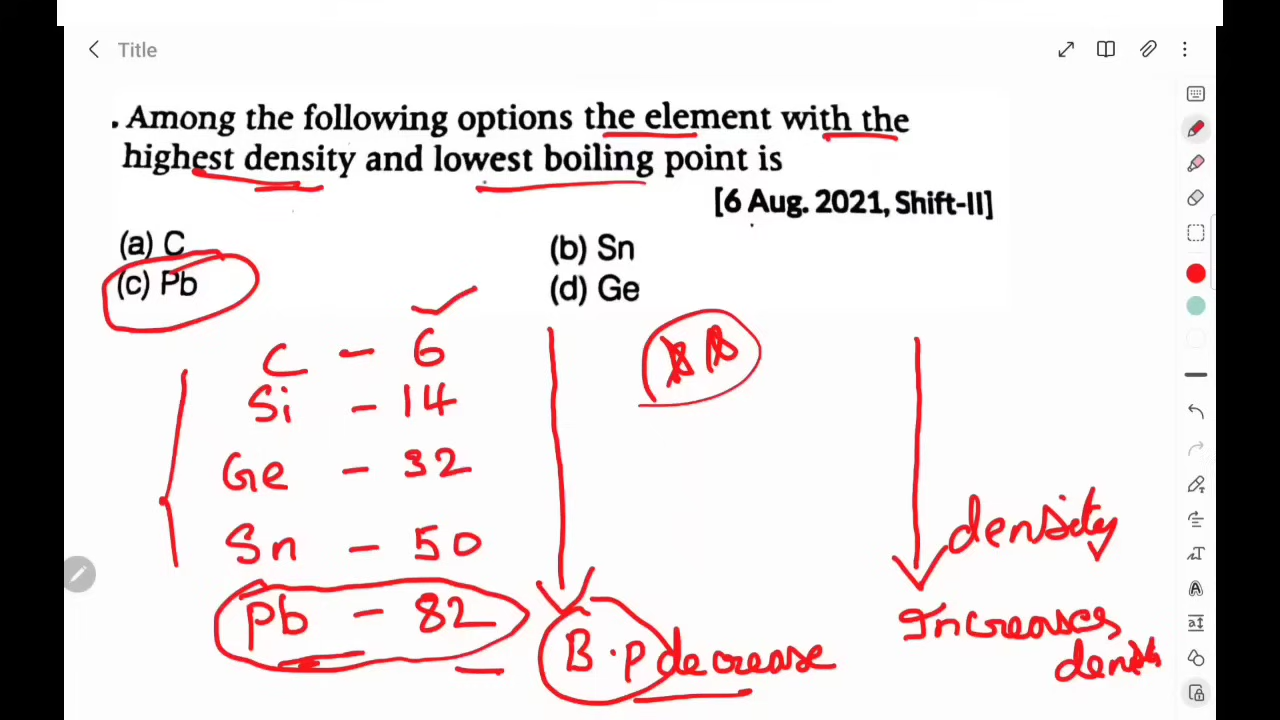 Title
. Among the following options the element with the
highest density and lowest boiling point is
[6 Aug. 2021, Shift-II]
(a) C
(b) Sn
(c) Pb
(d) Ge
C - 6
Si - 14
Ge - 32
Sn - 50
Pb - 82
B.p decrease
density
Increases